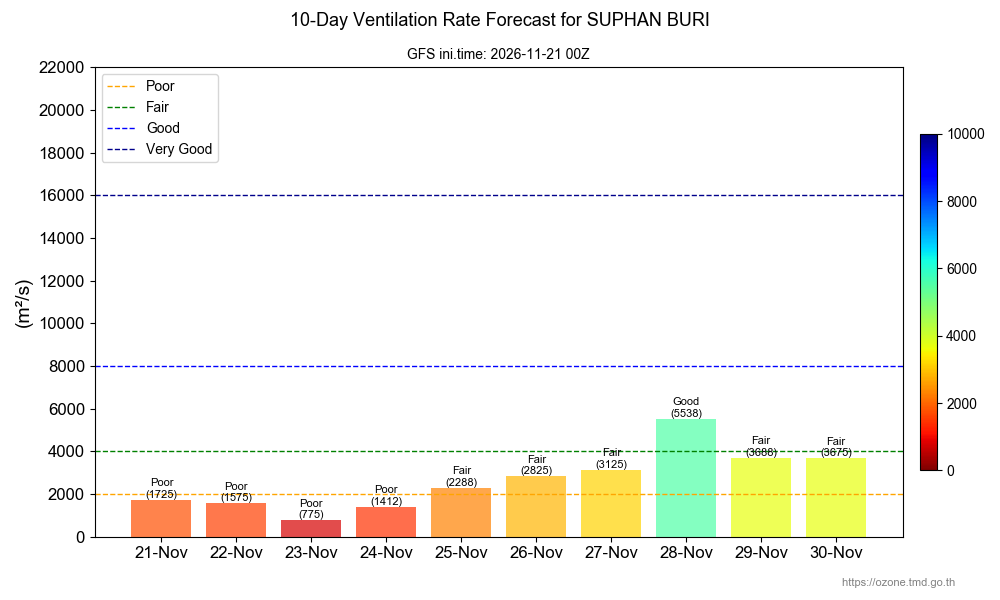 10-Day Ventilation Rate Forecast for SUPHAN BURI
GFS ini.time: 2026-11-21 00Z
(m²/s)
22000
20000
18000
16000
14000
12000
10000
8000
6000
4000
2000
0
Poor
Fair
Good
Very Good
Poor
(1725)
Poor
(1575)
Poor
(775)
Poor
(1412)
Fair
(2288)
Fair
(2825)
Fair
(3125)
Good
(5538)
Fair
(3688)
Fair
(3675)
21-Nov
22-Nov
23-Nov
24-Nov
25-Nov
26-Nov
27-Nov
28-Nov
29-Nov
30-Nov
10000
8000
6000
4000
2000
0
https://ozone.tmd.go.th